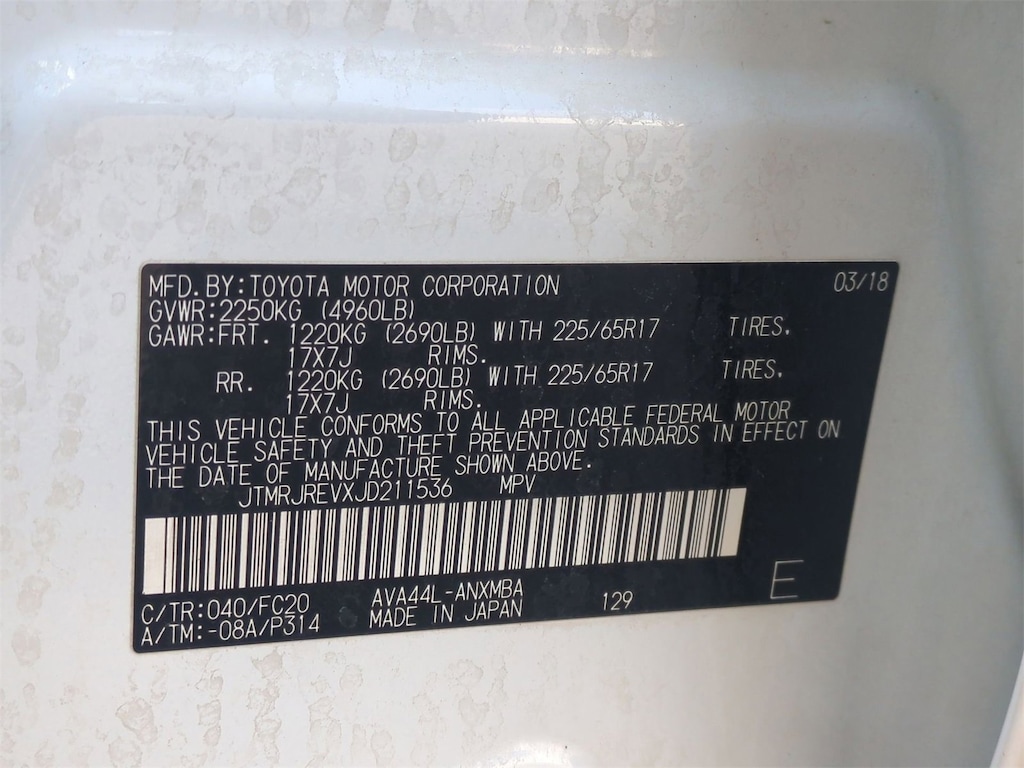 MFD. BY: TOYOTA MOTOR CORPORATION 03/18
GVWR: 2250KG (4960LB)
GAWR: FRT. 1220KG (2690LB) WITH 225/65R17 TIRES,
17X7J RIMS.
RR. 1220KG (2690LB) WITH 225/65R17 TIRES,
17X7J RIMS.
THIS VEHICLE CONFORMS TO ALL APPLICABLE FEDERAL MOTOR
VEHICLE SAFETY AND THEFT PREVENTION STANDARDS IN EFFECT ON
THE DATE OF MANUFACTURE SHOWN ABOVE.
JTMRJREVXJD211536 MPV
C/TR: 040/FC20 AVA44L-ANXMBA 129 E
A/TM: -08A/P314 MADE IN JAPAN